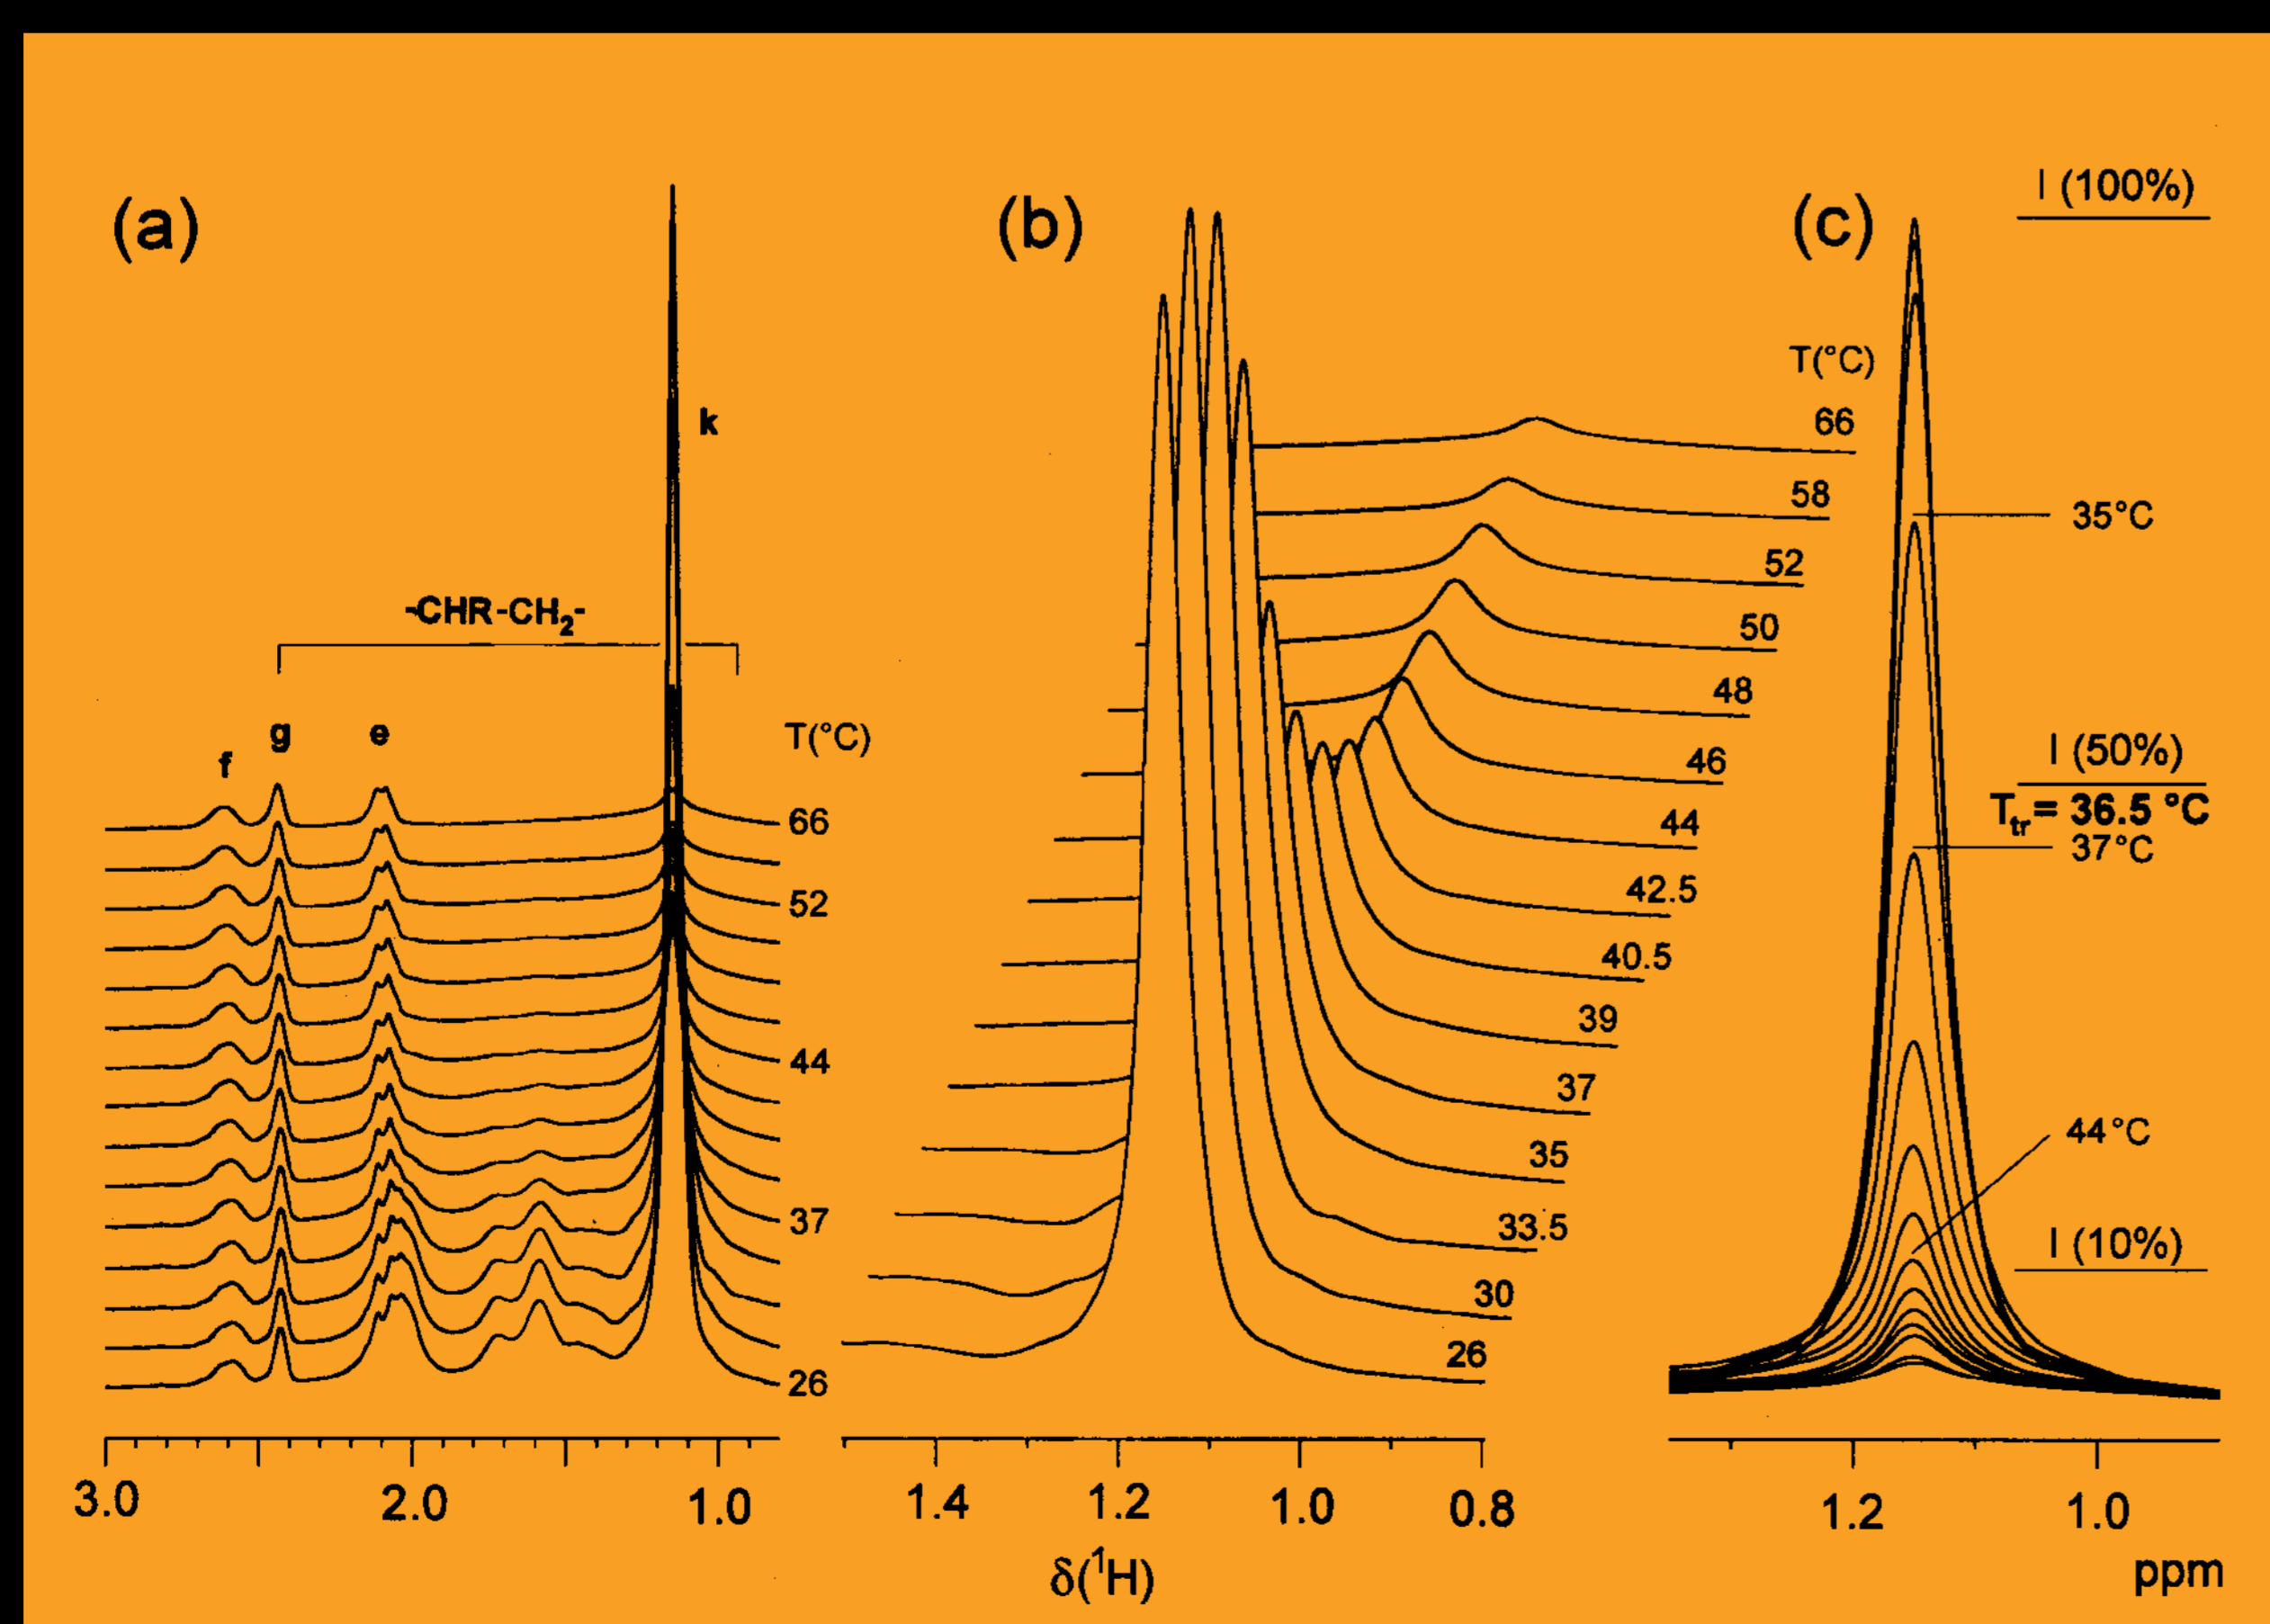 (a)
k
-CHR-CH₂-
f
g
e
T(°C)
66
52
44
37
26
3.0
2.0
1.0
(b)
T(°C)
66
58
52
50
48
46
44
42.5
40.5
39
37
35
33.5
30
26
1.4
1.2
1.0
0.8
δ(¹H)
(c)
I (100%)
35°C
I (50%)
Tₜᵣ= 36.5 °C
37°C
44°C
I (10%)
1.2
1.0
ppm